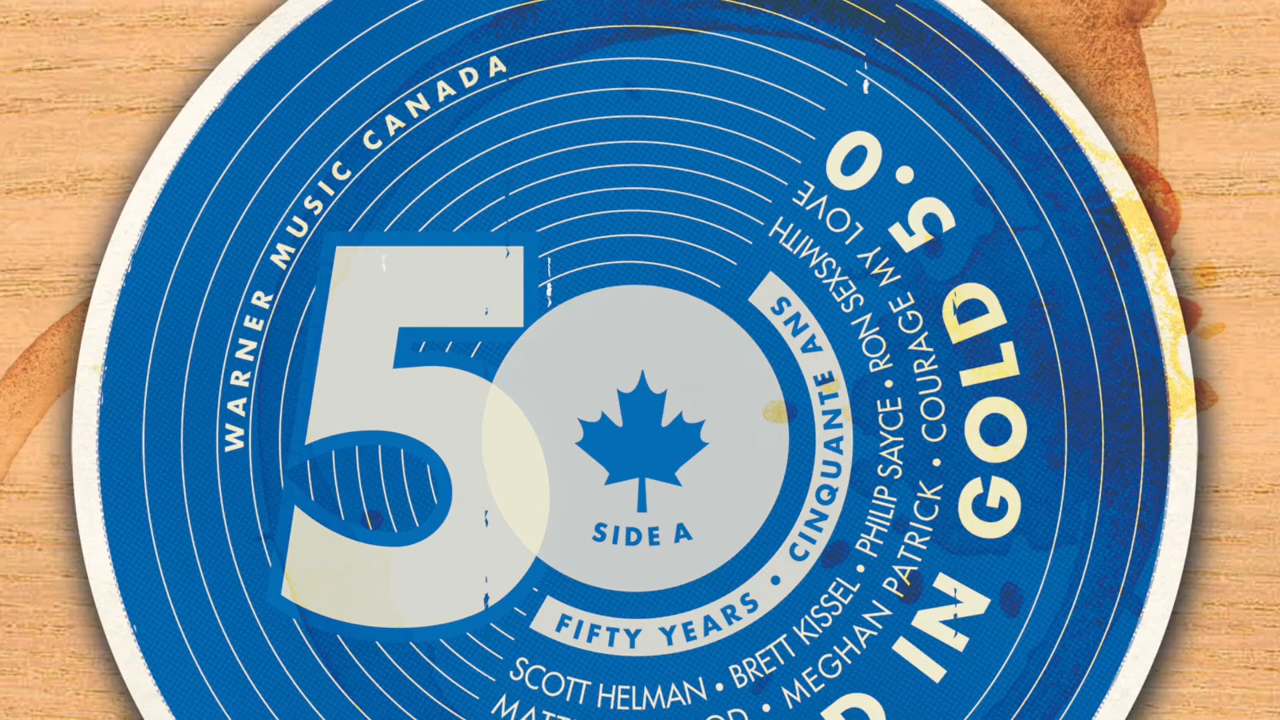 WARNER MUSIC CANADA
50
SIDE A
FIFTY YEARS • CINQUANTE ANS
SCOTT HELMAN • BRETT KISSEL • PHILIP SAYCE • RON SEXSMITH
• MEGHAN PATRICK • COURAGE MY LOVE
IN GOLD 5.0